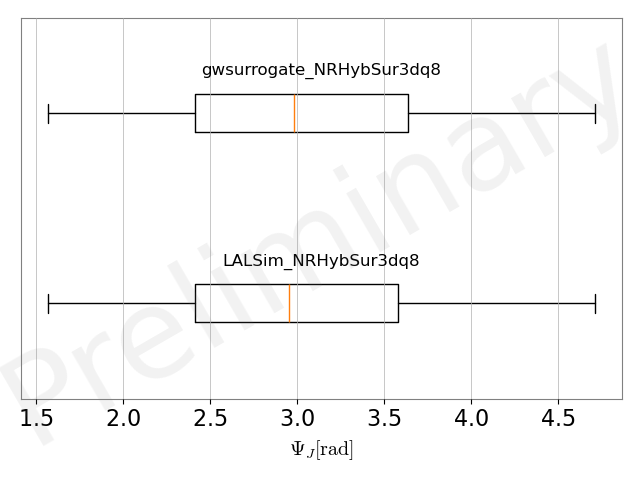 gwsurrogate_NRHybSur3dq8
LALSim_NRHybSur3dq8
Preliminary
1.5 2.0 2.5 3.0 3.5 4.0 4.5
Ψ_J[rad]